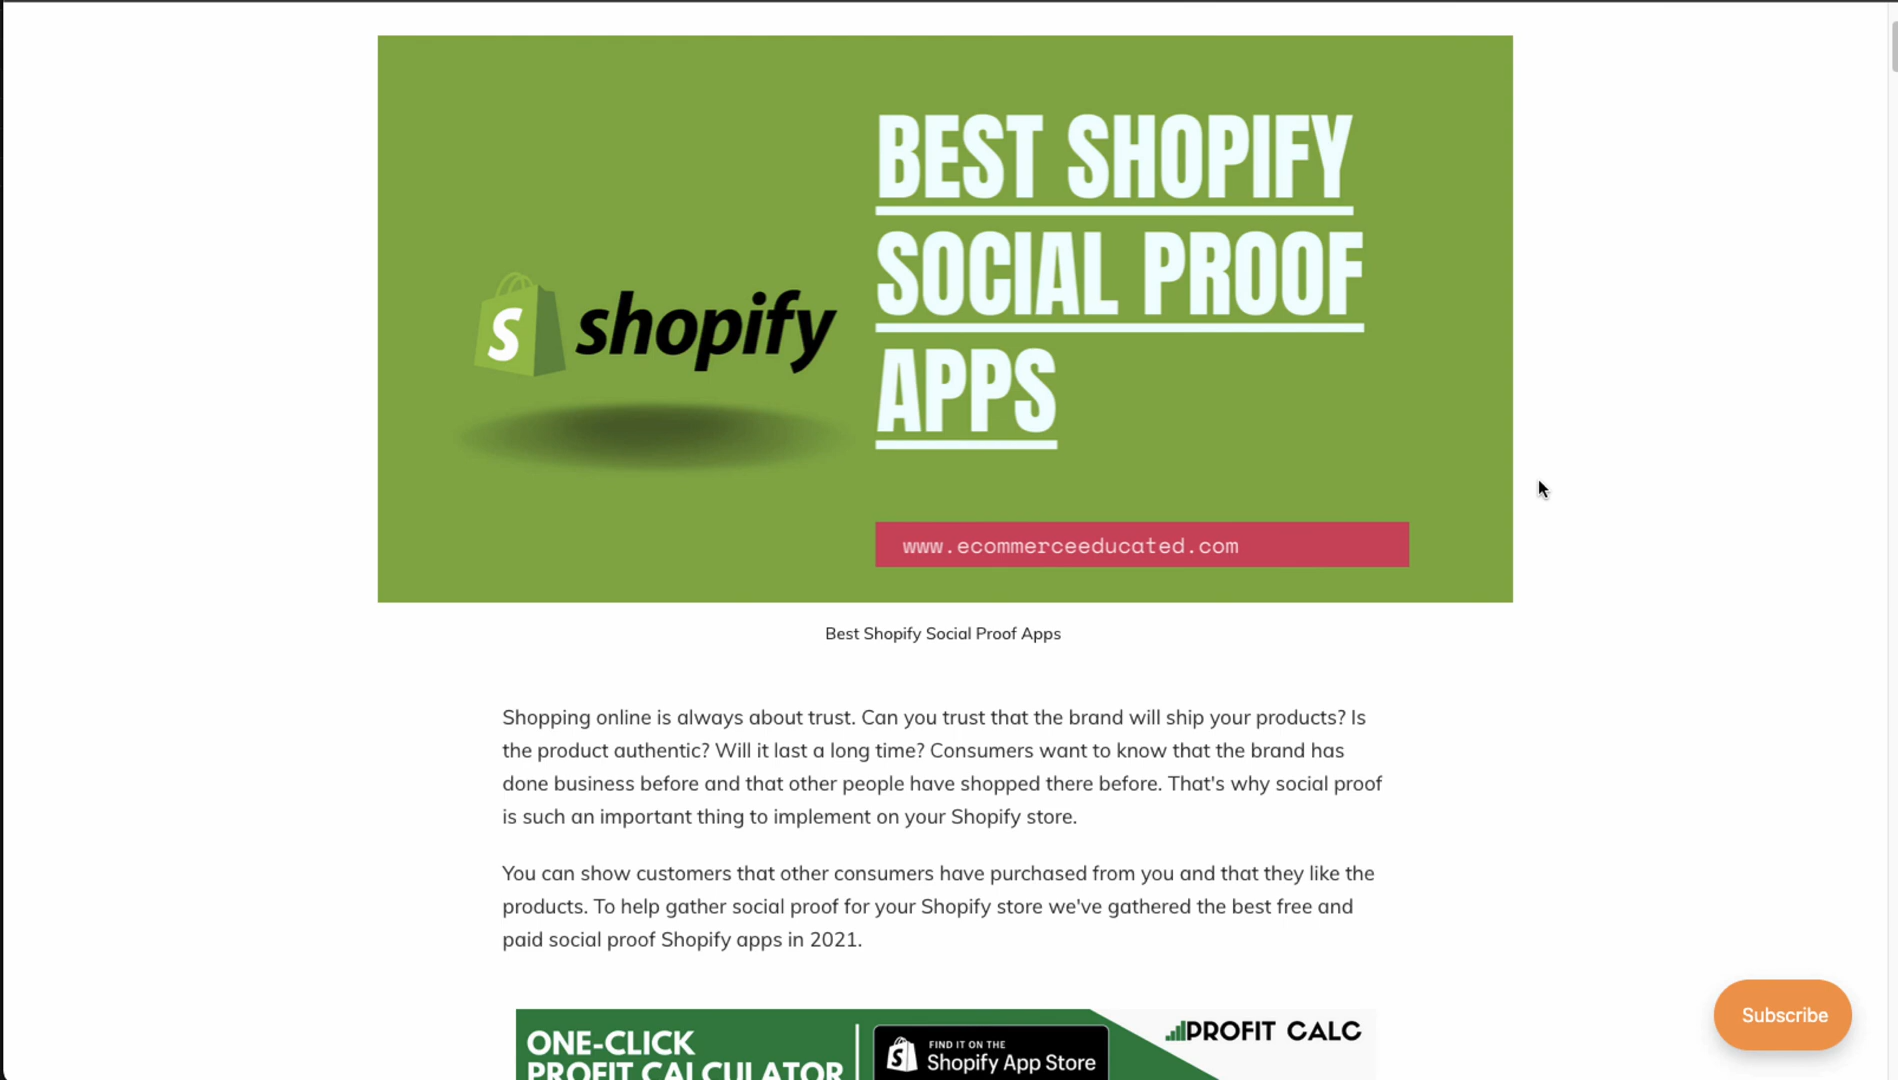 BEST SHOPIFY
SOCIAL PROOF
APPS
S shopify
www.ecommerceeducated.com
Best Shopify Social Proof Apps
Shopping online is always about trust. Can you trust that the brand will ship your products? Is
the product authentic? Will it last a long time? Consumers want to know that the brand has
done business before and that other people have shopped there before. That's why social proof
is such an important thing to implement on your Shopify store.
You can show customers that other consumers have purchased from you and that they like the
products. To help gather social proof for your Shopify store we've gathered the best free and
paid social proof Shopify apps in 2021.
ONE-CLICK
PROFIT CALCULATOR
S FIND IT ON THE
Shopify App Store
PROFIT CALC
Subscribe